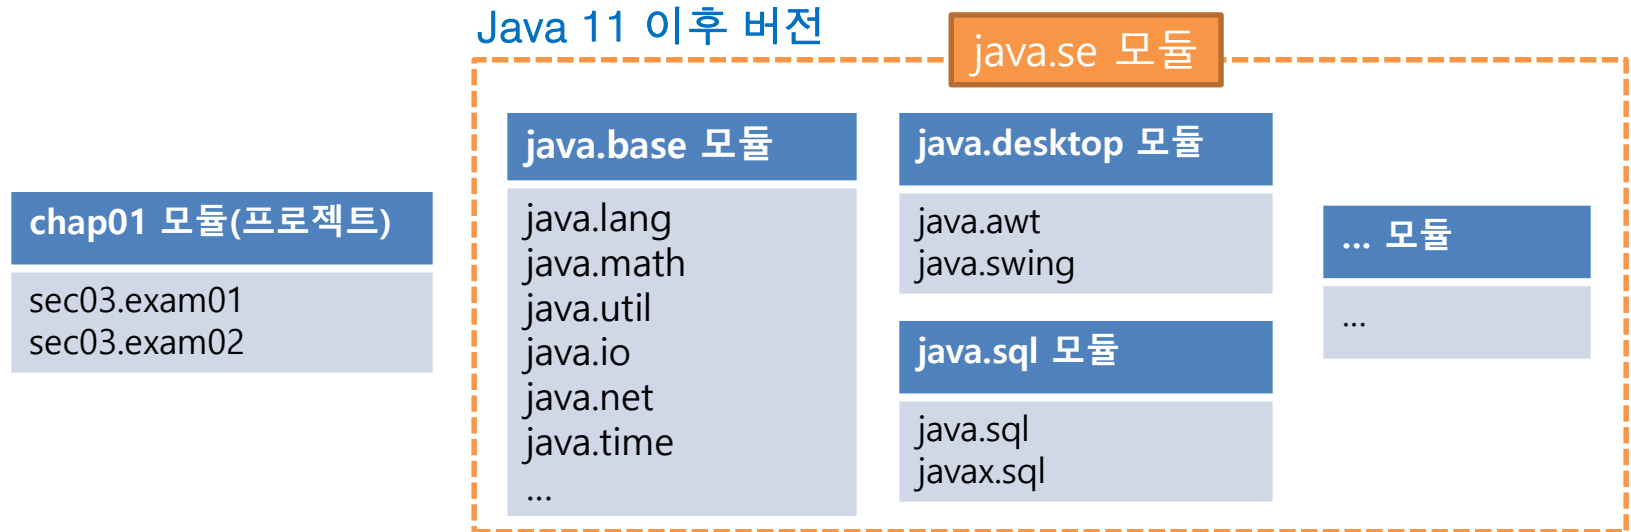 Java 11 이후 버전
java.se 모듈
chap01 모듈(프로젝트)
sec03.exam01
sec03.exam02
java.base 모듈
java.lang
java.math
java.util
java.io
java.net
java.time
...
java.desktop 모듈
java.awt
java.swing
java.sql 모듈
java.sql
javax.sql
... 모듈
...